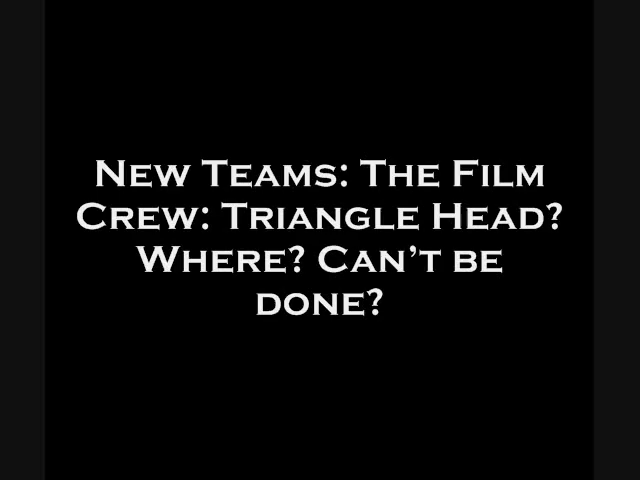 New Teams: The Film
Crew: Triangle Head?
Where? Can’t be
done?